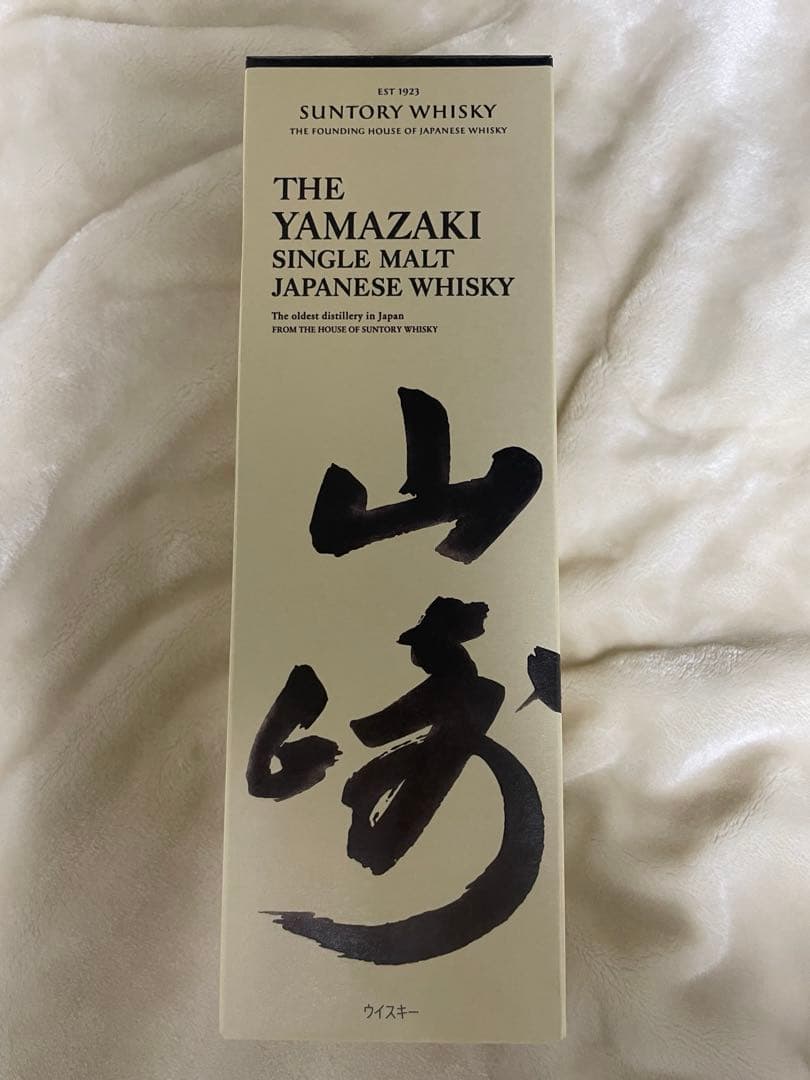 EST 1923
SUNTORY WHISKY
THE FOUNDING HOUSE OF JAPANESE WHISKY
THE
YAMAZAKI
SINGLE MALT
JAPANESE WHISKY
The oldest distillery in Japan
FROM THE HOUSE OF SUNTORY WHISKY
山
崎
ウイスキー